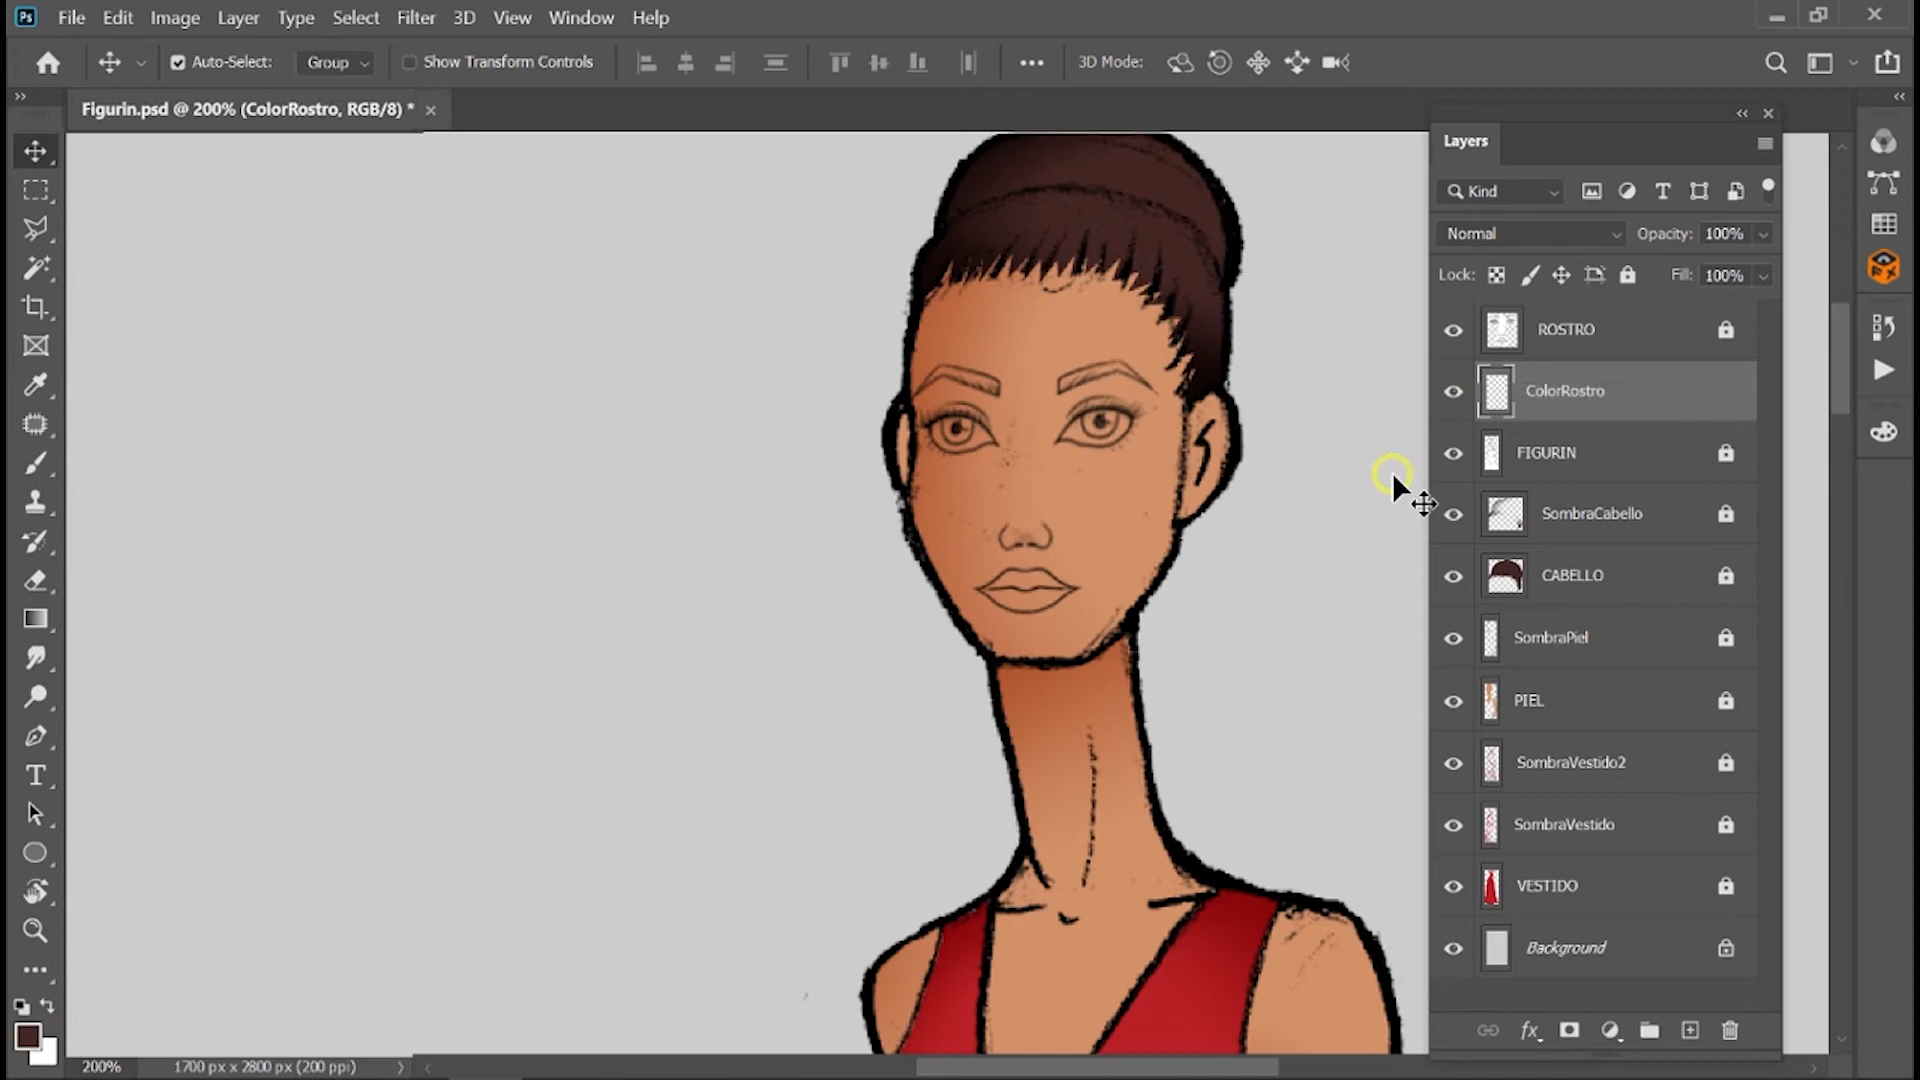 Ps File Edit Image Layer Type Select Filter 3D View Window Help
Auto-Select: Group Show Transform Controls 3D Mode:
Figurin.psd @ 200% (ColorRostro, RGB/8) *
Layers
Kind
Normal Opacity: 100%
Lock: Fill: 100%
ROSTRO
ColorRostro
FIGURIN
SombraCabello
CABELLO
SombraPiel
PIEL
SombraVestido2
SombraVestido
VESTIDO
Background
fx
200% 1700 px x 2800 px (200 ppi)